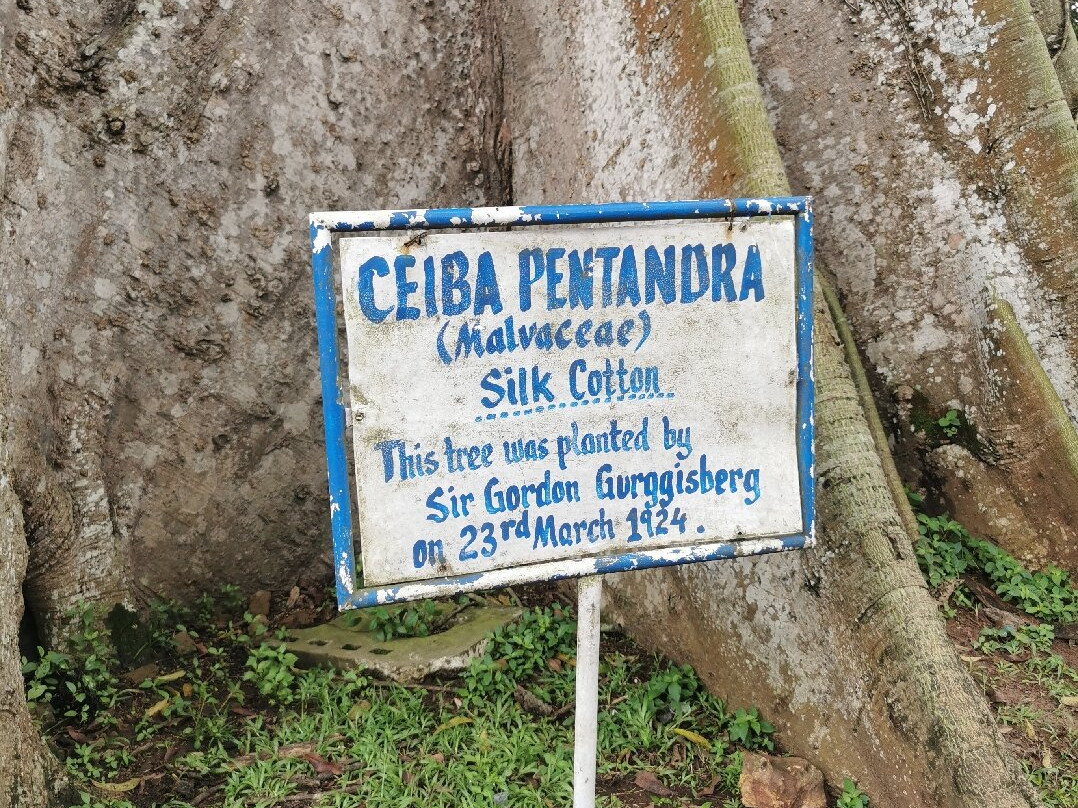 CEIBA PENTANDRA
(Malvaceae)
Silk Cotton
This tree was planted by
Sir Gordon Gurggisberg
on 23rd March 1924.